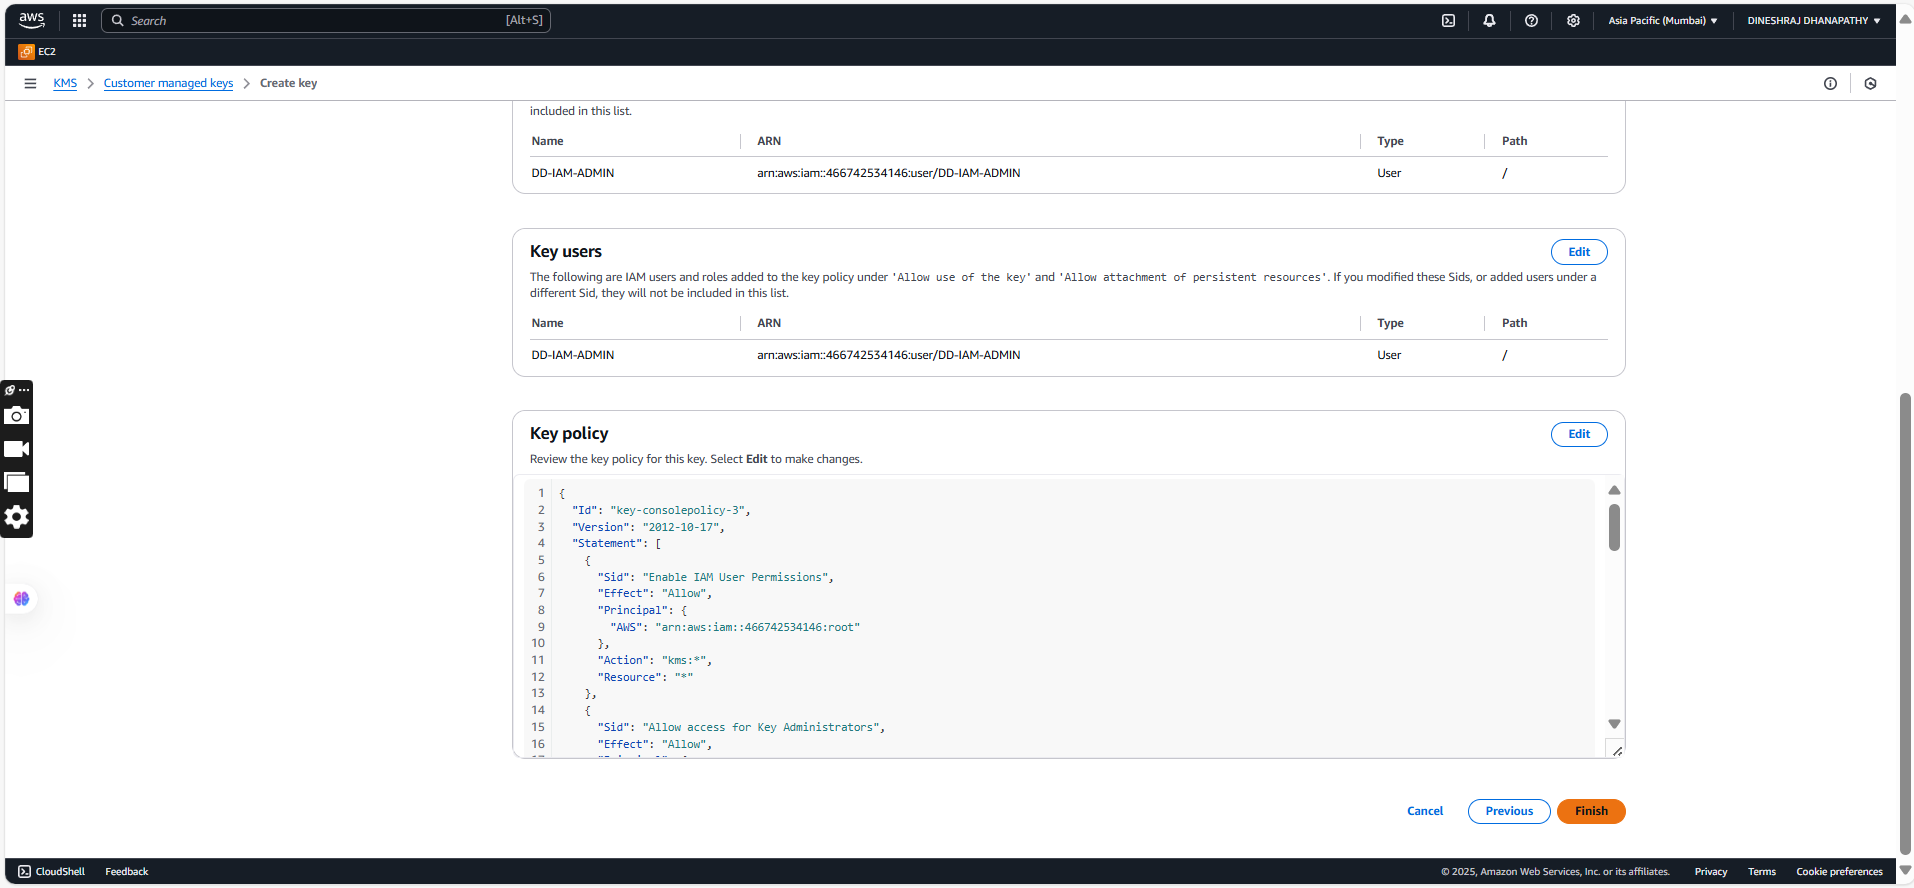 aws
Search
[Alt+S]
Asia Pacific (Mumbai)
DINESHRAJ DHANAPATHY
EC2
KMS
Customer managed keys
Create key
included in this list.
Name ARN Type Path
DD-IAM-ADMIN arn:aws:iam::466742534146:user/DD-IAM-ADMIN User /
Key users
Edit
The following are IAM users and roles added to the key policy under 'Allow use of the key' and 'Allow attachment of persistent resources'. If you modified these Sids, or added users under a
different Sid, they will not be included in this list.
Name ARN Type Path
DD-IAM-ADMIN arn:aws:iam::466742534146:user/DD-IAM-ADMIN User /
Key policy
Edit
Review the key policy for this key. Select Edit to make changes.
1 {
2 "Id": "key-consolepolicy-3",
3 "Version": "2012-10-17",
4 "Statement": [
5 {
6 "Sid": "Enable IAM User Permissions",
7 "Effect": "Allow",
8 "Principal": {
9 "AWS": "arn:aws:iam::466742534146:root"
10 },
11 "Action": "kms:*",
12 "Resource": "*"
13 },
14 {
15 "Sid": "Allow access for Key Administrators",
16 "Effect": "Allow",
Cancel
Previous
Finish
CloudShell
Feedback
© 2025, Amazon Web Services, Inc. or its affiliates.
Privacy
Terms
Cookie preferences